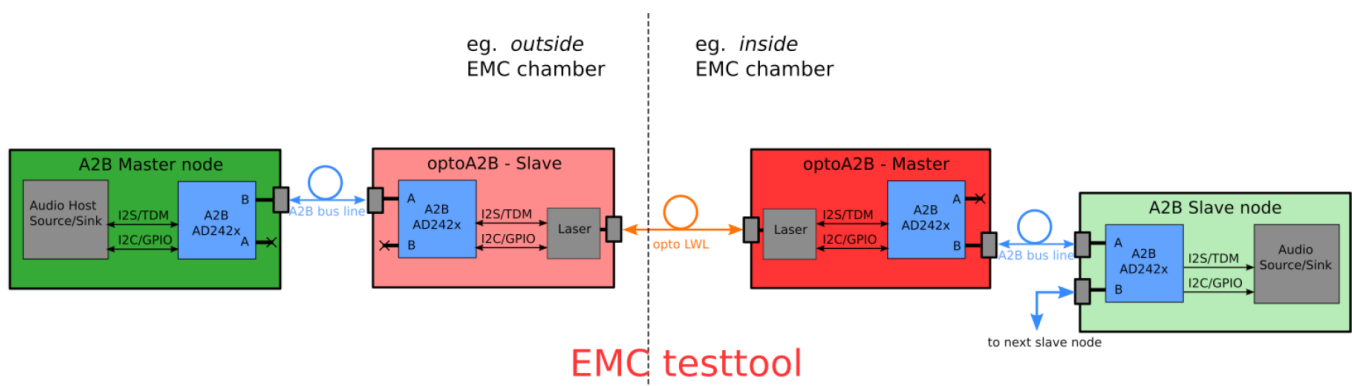 eg. outside
EMC chamber
eg. inside
EMC chamber
A2B Master node
Audio Host
Source/Sink
I2S/TDM
I2C/GPIO
A2B
AD242x
B
A
A2B bus line
optoA2B - Slave
A
B
A2B
AD242x
I2S/TDM
I2C/GPIO
Laser
opto LWL
optoA2B - Master
Laser
I2S/TDM
I2C/GPIO
A2B
AD242x
A
B
A2B bus line
A2B Slave node
A
B
A2B
AD242x
I2S/TDM
I2C/GPIO
Audio
Source/Sink
to next slave node
EMC testtool